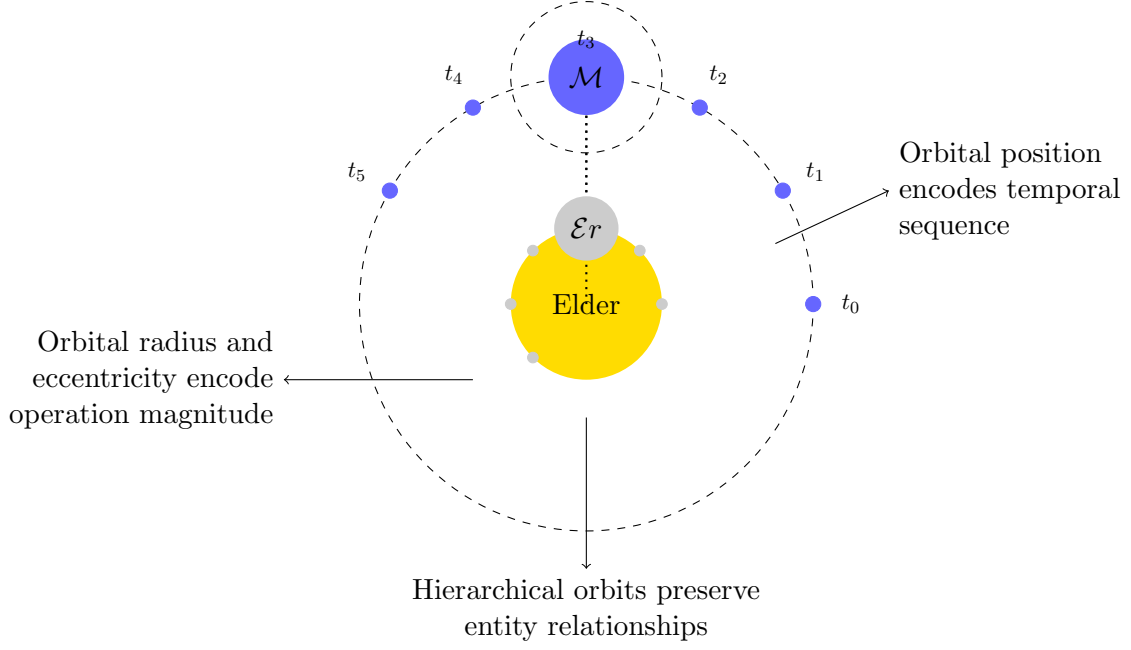 t₃
ℳ
t₄
t₂
t₅
t₁
Orbital position
encodes temporal
sequence
ℰr
Elder
t₀
Orbital radius and
eccentricity encode
operation magnitude
Hierarchical orbits preserve
entity relationships